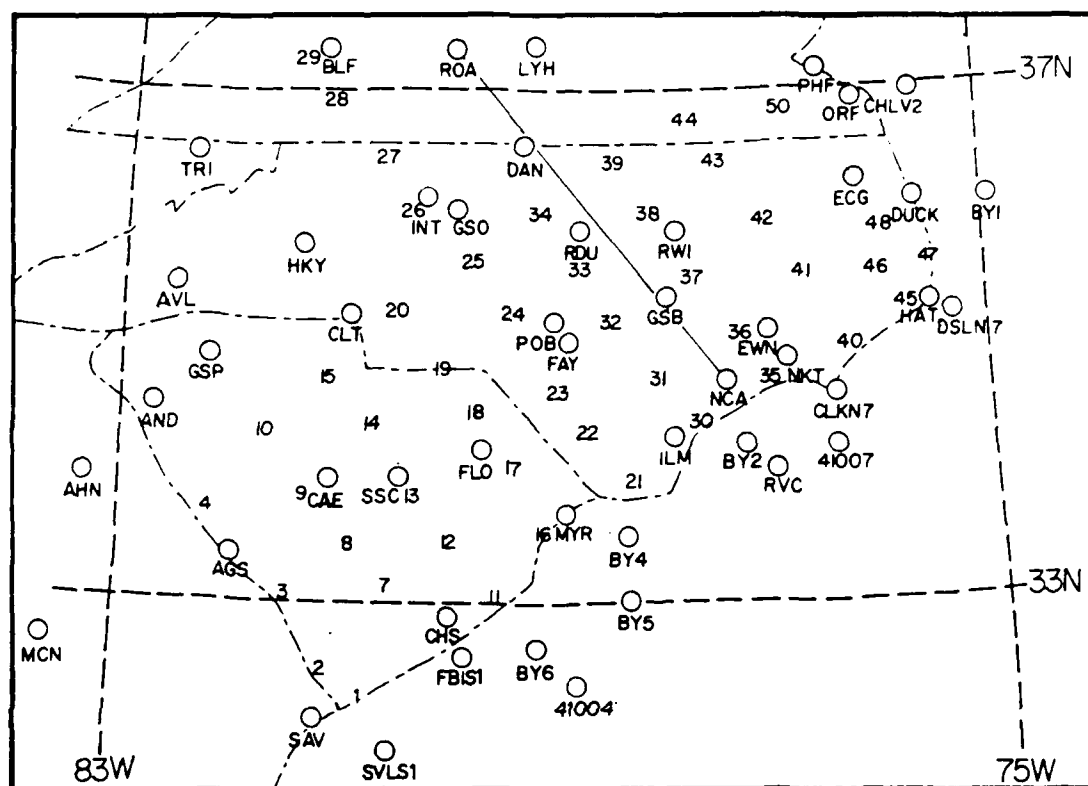 29
BLF
ROA
LYH
37N
PHF
28
50
ORF
CHLV2
44
TRI
27
DAN
39
43
ECG
26
INT
GSO
34
38
42
48
DUCK
BY1
HKY
25
RDU
33
RWI
37
41
46
47
AVL
20
CLT
24
POB
FAY
32
GSB
36
EWN
45
HAT
DSLN7
40
GSP
15
19
23
31
35
NKT
NCA
CLKN7
AND
10
14
18
22
30
AHN
4
9
CAE
SSC
13
FLO
17
21
ILM
BY2
RVC
41007
AGS
8
12
16
MYR
BY4
3
7
11
33N
MCN
CHS
BY5
2
1
FBIS1
BY6
41004
SAV
SVLS1
83W
75W